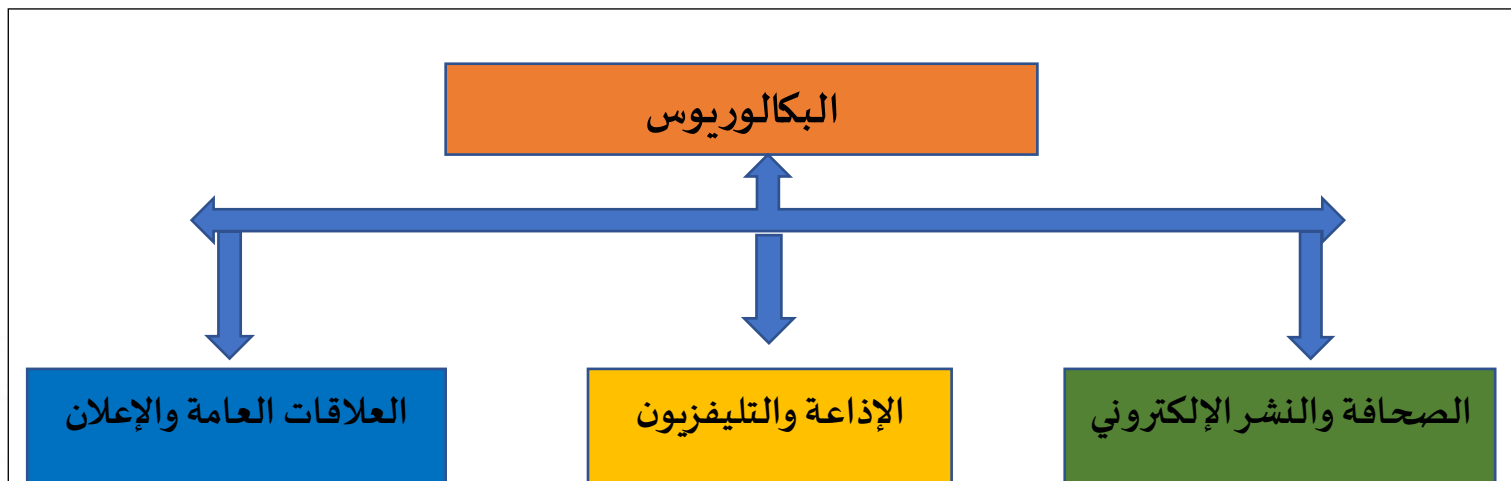 البكالوريوس
الصحافة والنشر الإلكتروني
الإذاعة والتليفزيون
العلاقات العامة والإعلان